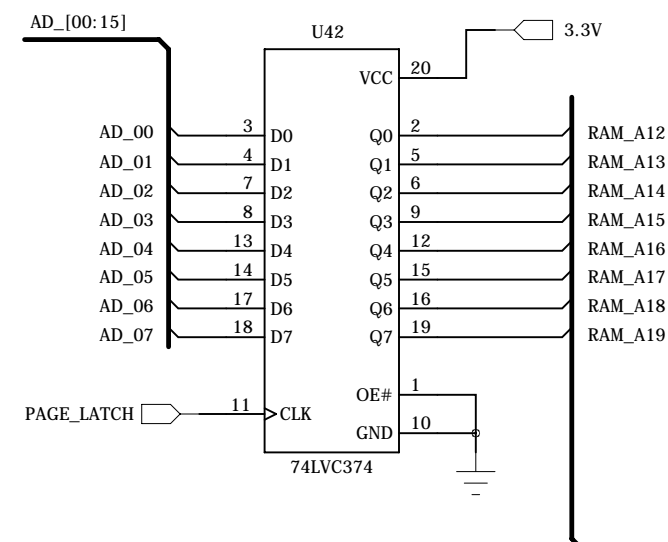 AD_[00:15]
U42
3.3V
VCC 20
AD_00 3 D0 Q0 2 RAM_A12
AD_01 4 D1 Q1 5 RAM_A13
AD_02 7 D2 Q2 6 RAM_A14
AD_03 8 D3 Q3 9 RAM_A15
AD_04 13 D4 Q4 12 RAM_A16
AD_05 14 D5 Q5 15 RAM_A17
AD_06 17 D6 Q6 16 RAM_A18
AD_07 18 D7 Q7 19 RAM_A19
OE# 1
PAGE_LATCH 11 CLK
GND 10
74LVC374